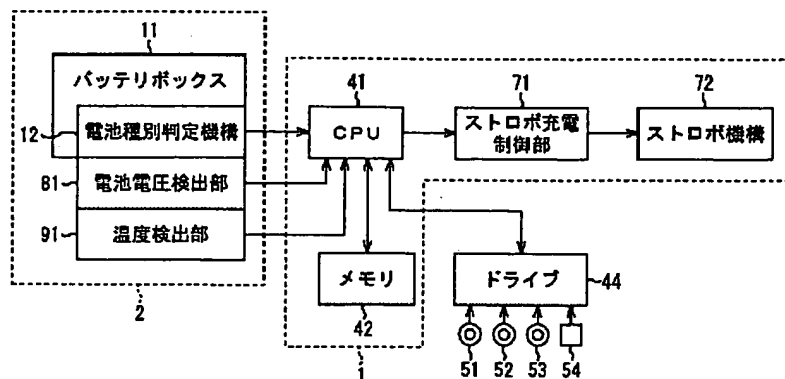 11
バッテリボックス
12
電池種別判定機構
81
電池電圧検出部
91
温度検出部
2
41
CPU
71
ストロボ充電
制御部
72
ストロボ機構
メモリ
42
1
ドライブ
44
51
52
53
54